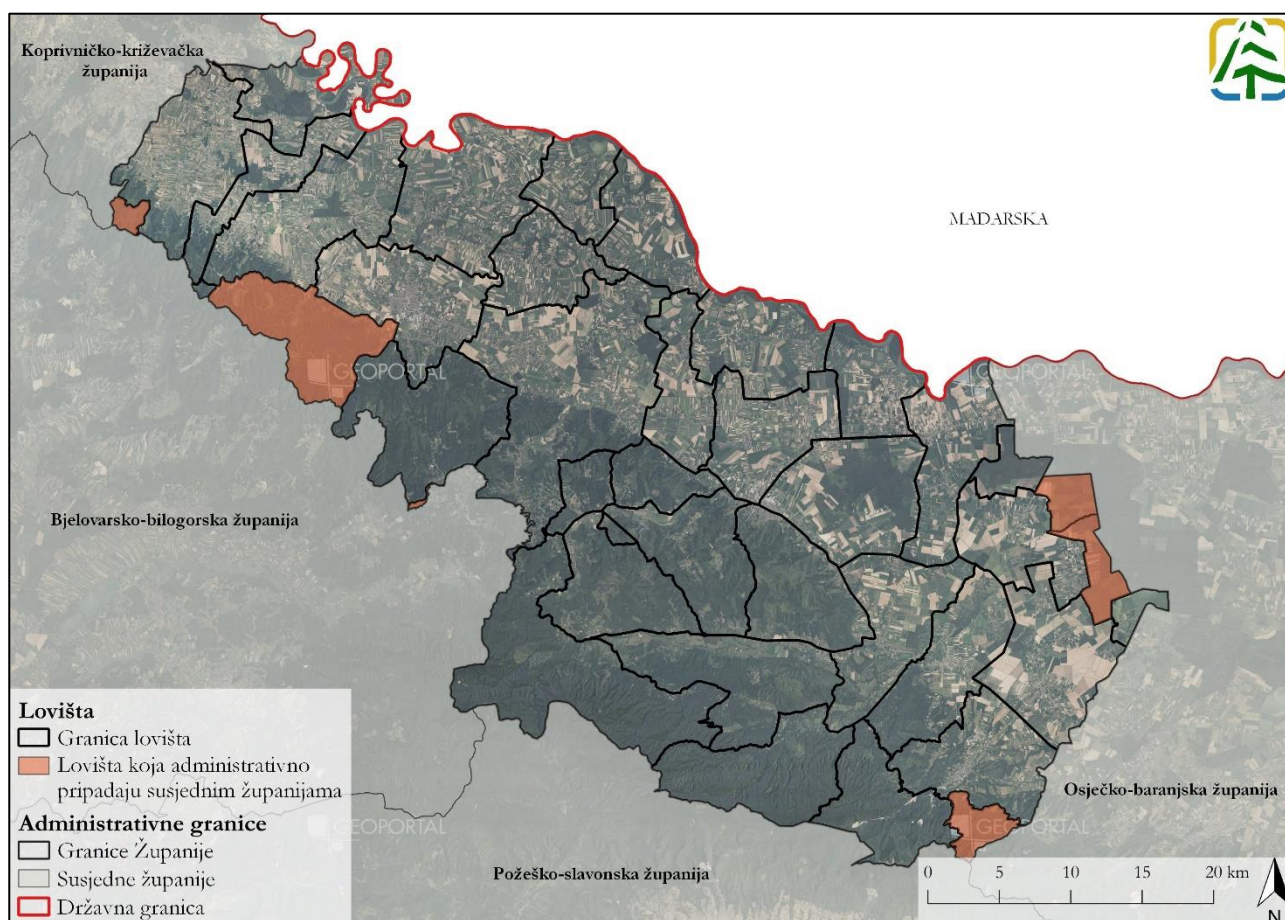 Koprivničko-križevačka
županija
MAĐARSKA
GEOPORTAL
GEOPORTAL
Bjelovarsko-bilogorska županija
Lovišta
Granica lovišta
Lovišta koja administrativno
pripadaju susjednim županijama
Administrativne granice
Granice Županije
Susjedne županije
Državna granica
GEOPORTAL
GEOPORTAL
Osječko-baranjska županija
Požeško-slavonska županija
0 5 10 15 20 km
N